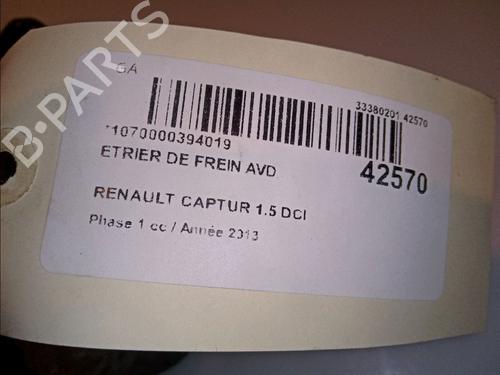 GA
33380201 42570
*1070000394019
ETRIER DE FREIN AVD
42570
RENAULT CAPTUR 1.5 DCI
Phase 1 cc / Année 2013
B-PARTS